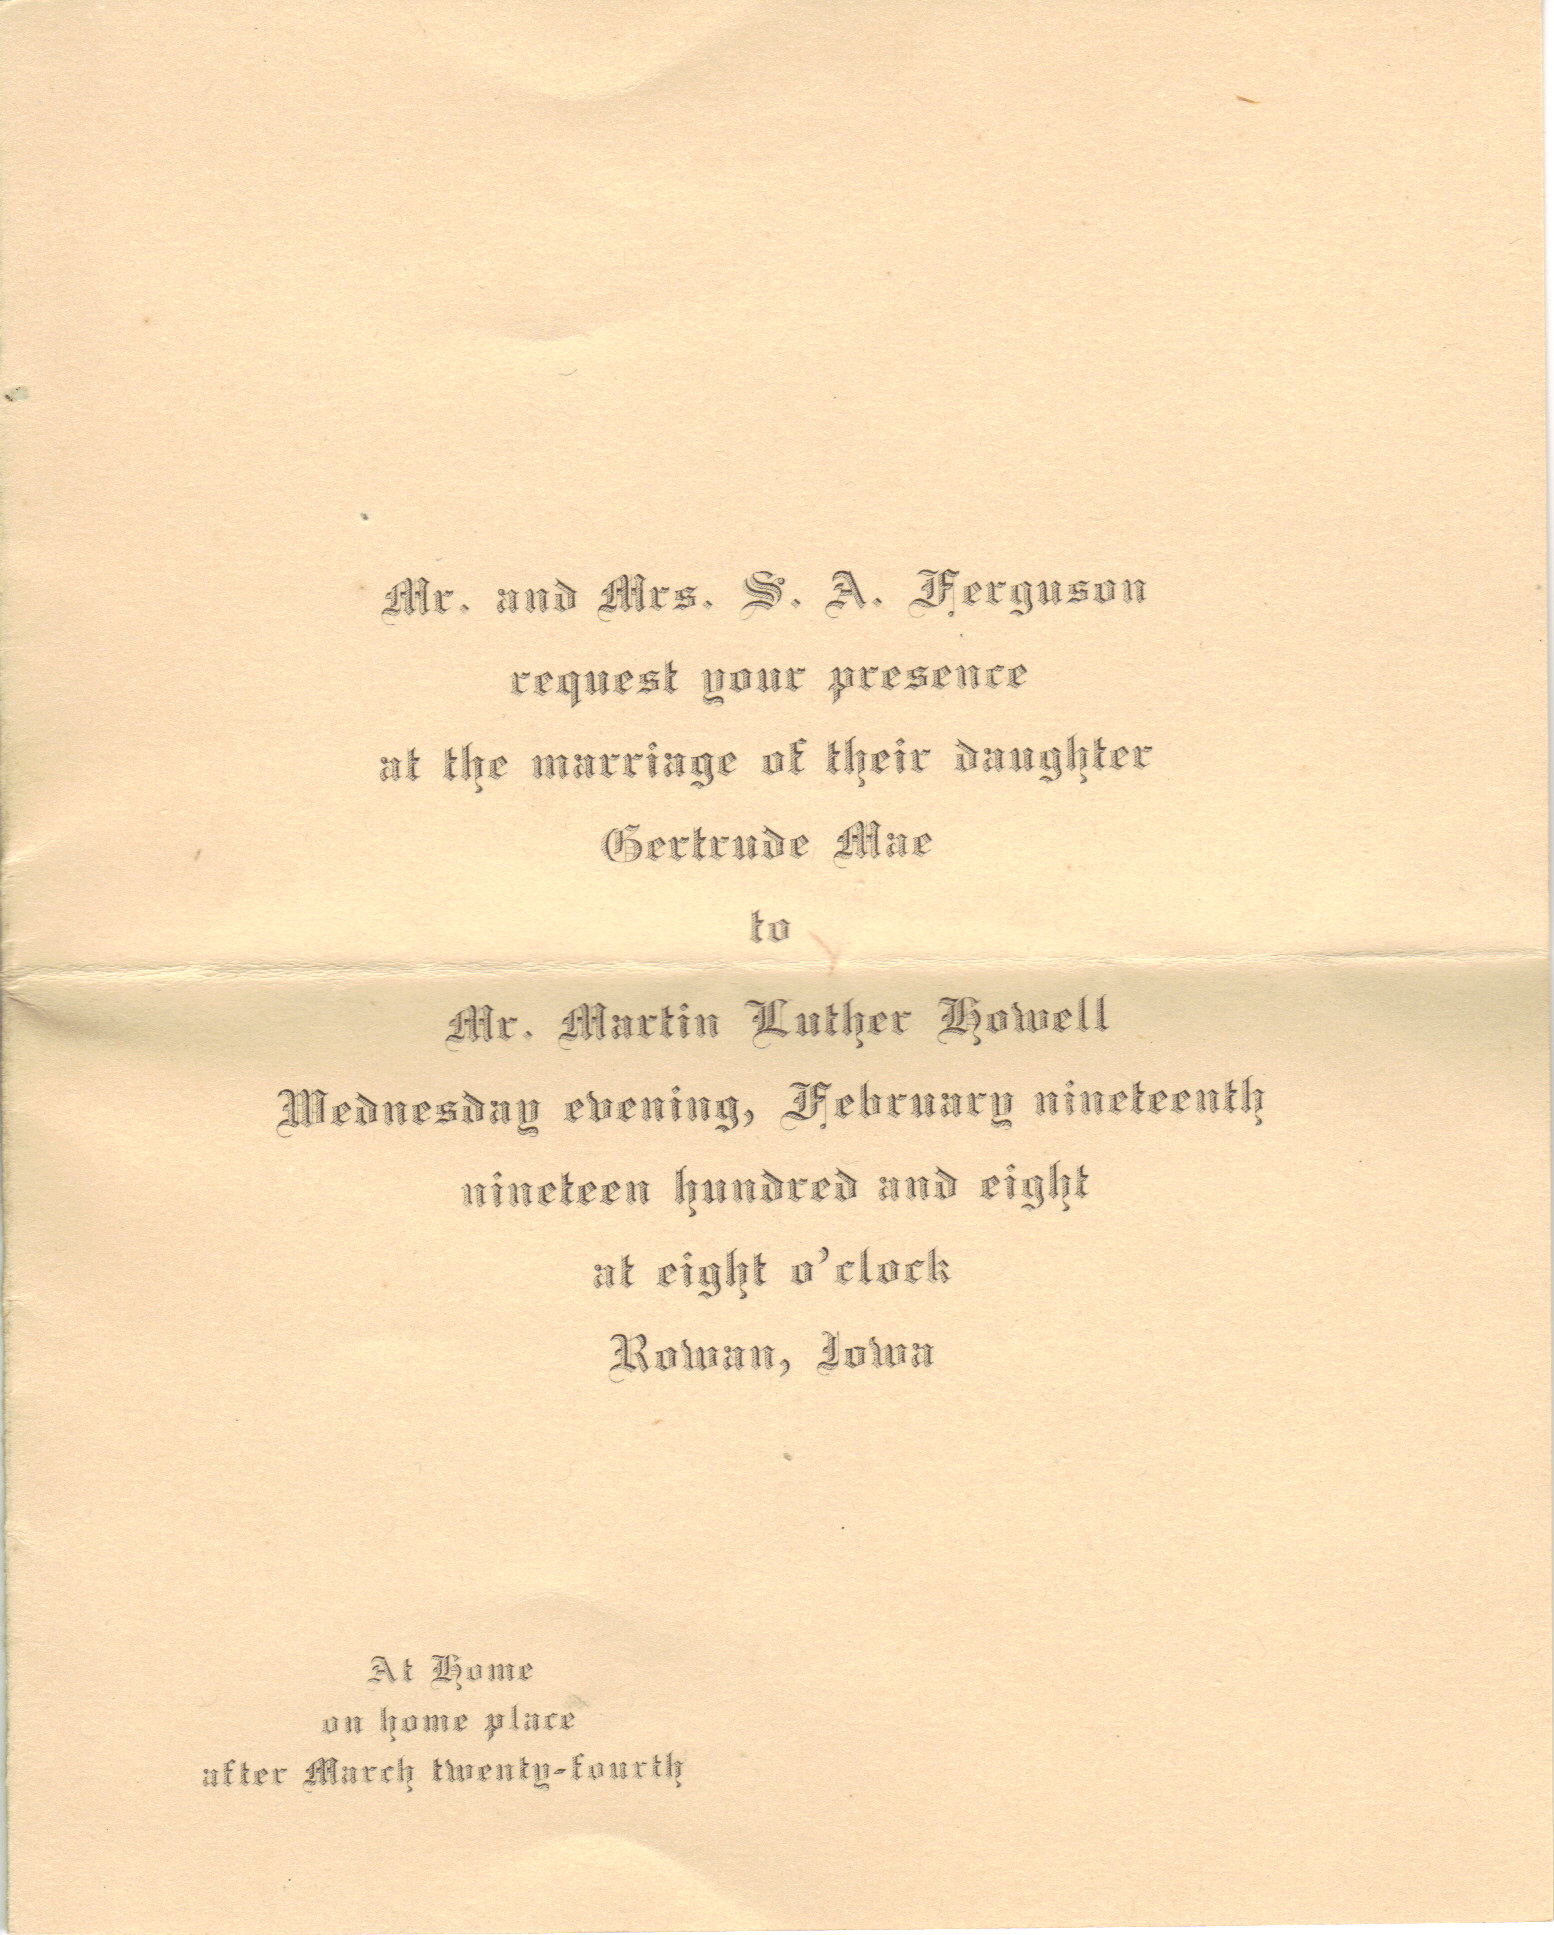 Mr. and Mrs. S. A. Ferguson
request your presence
at the marriage of their daughter
Gertrude Mae
to
Mr. Martin Luther Howell
Wednesday evening, February nineteenth
nineteen hundred and eight
at eight o'clock
Rowan, Iowa
At Home
on home place
after March twenty-fourth